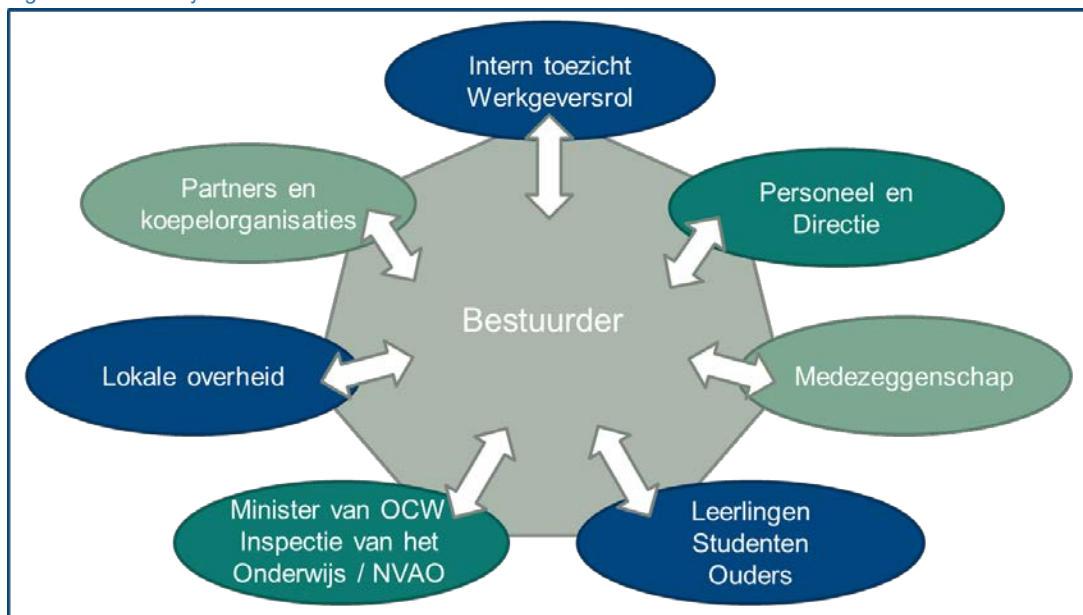 Intern toezicht
Werkgeversrol
Partners en
koepelorganisaties
Personeel en
Directie
Bestuurder
Lokale overheid
Medezeggenschap
Minister van OCW
Inspectie van het
Onderwijs / NVAO
Leerlingen
Studenten
Ouders